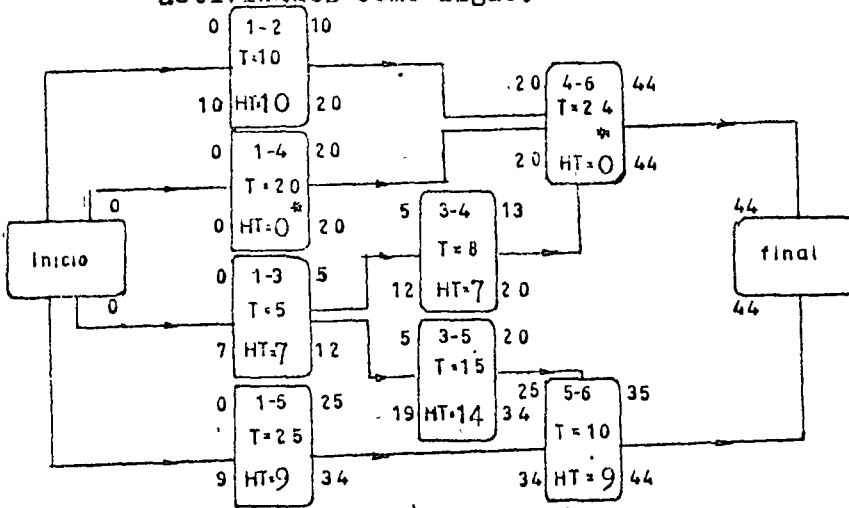 0 1-2 10
T=10
10 HT=10 20
0 1-4 20
T=20
*
0 HT=0 20
0
Inicio
0
0 1-3 5
T=5
7 HT=7 12
0 1-5 25
T=25
9 HT=9 34
5 3-4 13
T=8
12 HT=7 20
5 3-5 20
T=15
19 HT=14 34
20 4-6 44
T=24
*
20 HT=0 44
25 5-6 35
T=10
34 HT=9 44
44
final
44